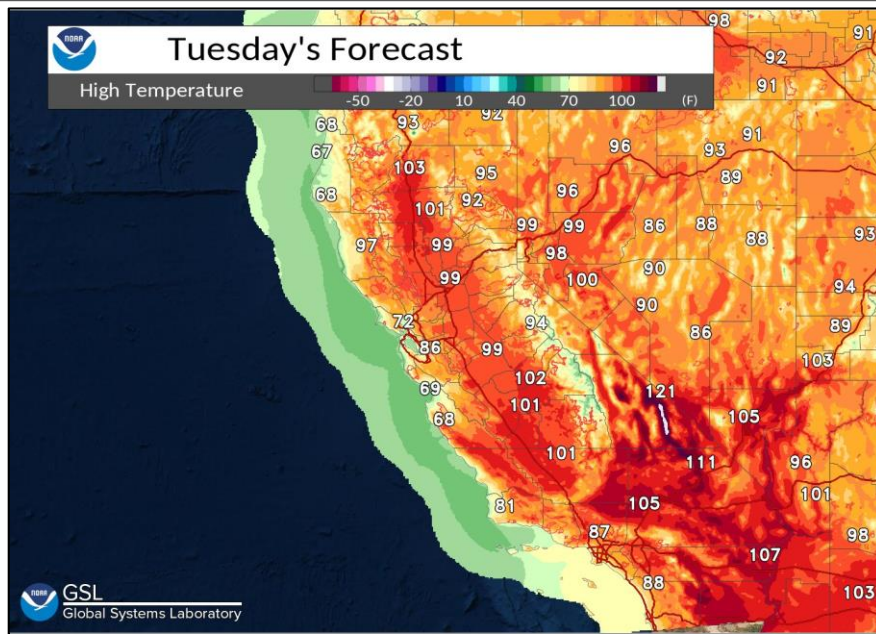 NOAA
Tuesday's Forecast
High Temperature
-50 -20 10 40 70 100 (F)
98
91
92
91
68 93 92
67 96 93 91
103 95 89
68 92 96
101
99 99 86 88 93
97 99 98 88
99 100 90 94
90
72 94 86 89
86 99 103
69 102 121
68 101 105
101 111 96
101
81 105
87 98
107
88 103
NOAA
GSL
Global Systems Laboratory